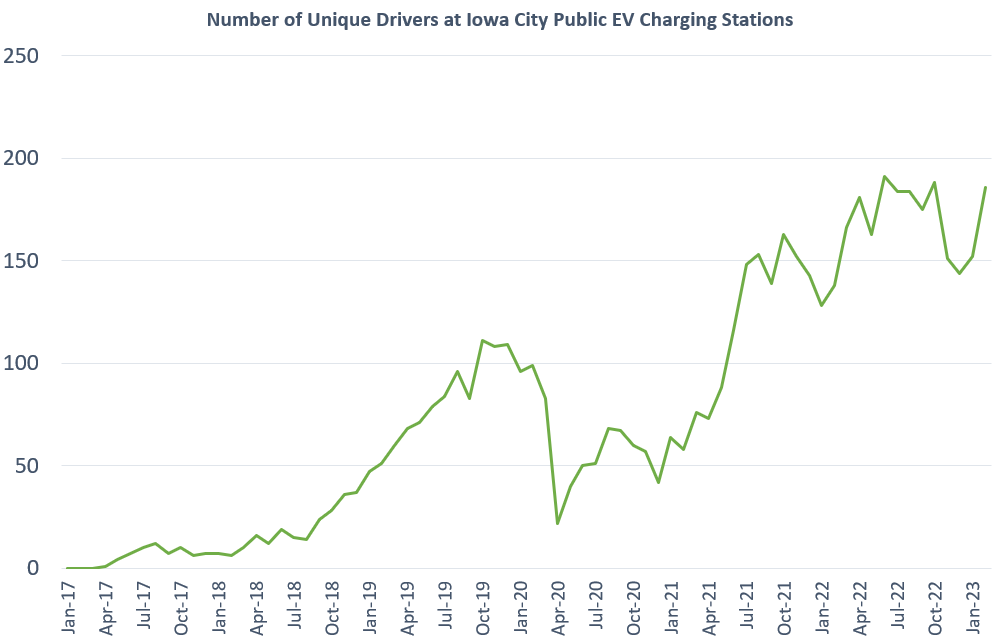 Number of Unique Drivers at Iowa City Public EV Charging Stations
250
200
150
100
50
0
Jan-17
Apr-17
Jul-17
Oct-17
Jan-18
Apr-18
Jul-18
Oct-18
Jan-19
Apr-19
Jul-19
Oct-19
Jan-20
Apr-20
Jul-20
Oct-20
Jan-21
Apr-21
Jul-21
Oct-21
Jan-22
Apr-22
Jul-22
Oct-22
Jan-23